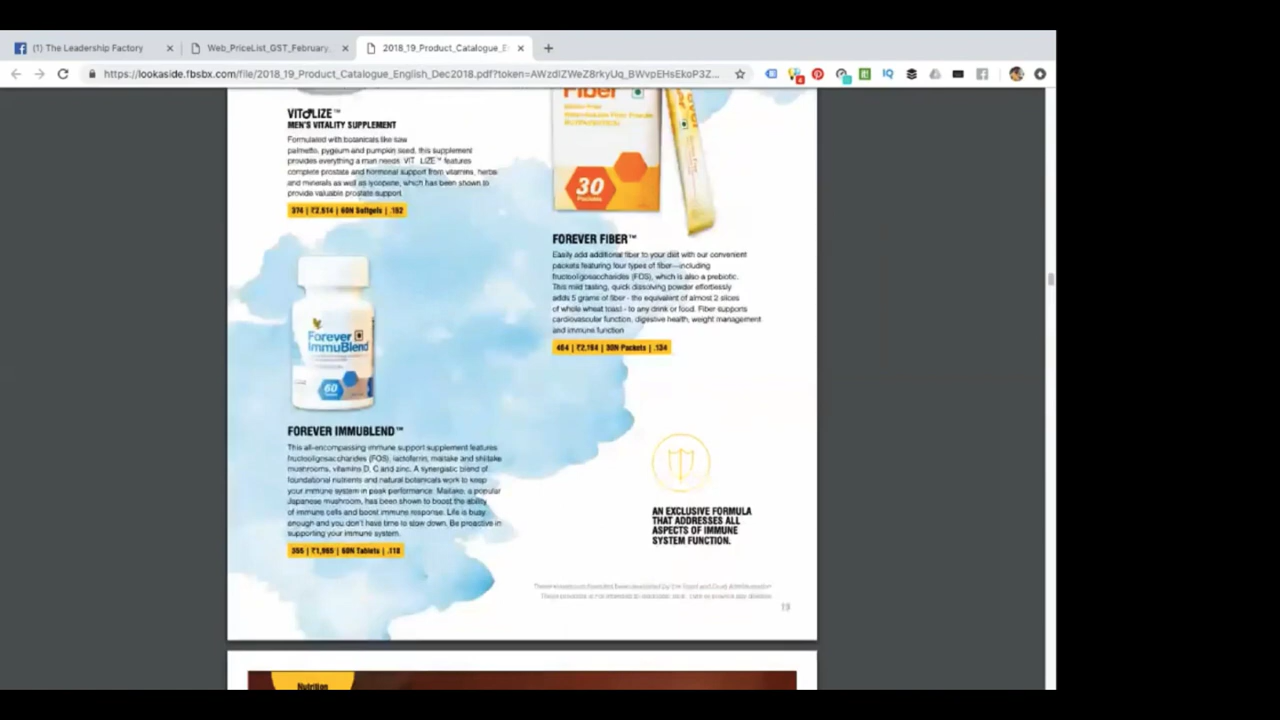 (1) The Leadership Factory
Web_PriceList_GST_February
2018_19_Product_Catalogue_E
https://lookaside.fbsbx.com/file/2018_19_Product_Catalogue_English_Dec2018.pdf?token=AWzdIZWeZ8rkyUq_BWvpEHsEkoP3Z...
VIT♂LIZE™
MEN'S VITALITY SUPPLEMENT
Formulated with botanicals like saw
palmetto, pygeum and pumpkin seed, this supplement
provides everything a man needs. VIT LIZE™ features
complete prostate and hormonal support from vitamins, herbs
and minerals as well as lycopene, which has been shown to
provide valuable prostate support.
374 | ₹2,514 | 60N Softgels | .152
Forever
ImmuBlend
60
FOREVER IMMUBLEND™
This all-encompassing immune support supplement features
fructooligosaccharides (FOS), lactoferrin, maitake and shiitake
mushrooms, vitamins D, C and zinc. A synergistic blend of
foundational nutrients and natural botanicals work to keep
your immune system in peak performance. Maitake, a popular
Japanese mushroom, has been shown to boost the ability
of immune cells and boost immune response. Life is busy
enough and you don't have time to slow down. Be proactive in
supporting your immune system.
355 | ₹1,965 | 60N Tablets | .118
Fiber
30
Packets
FOREVER FIBER™
Easily add additional fiber to your diet with our convenient
packets featuring four types of fiber—including
fructooligosaccharides (FOS), which is also a prebiotic.
This mild tasting, quick dissolving powder effortlessly
adds 5 grams of fiber - the equivalent of almost 2 slices
of whole wheat toast - to any drink or food. Fiber supports
cardiovascular function, digestive health, weight management
and immune function
464 | ₹2,194 | 30N Packets | .134
AN EXCLUSIVE FORMULA
THAT ADDRESSES ALL
ASPECTS OF IMMUNE
SYSTEM FUNCTION.
19
Nutrition